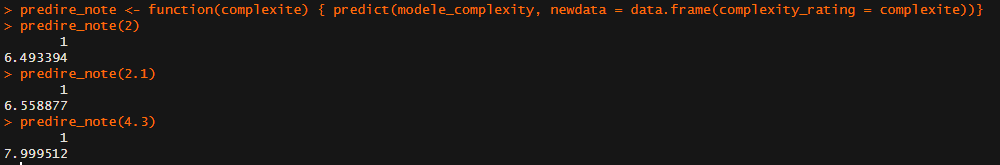 > predire_note <- function(complexite) { predict(modele_complexity, newdata = data.frame(complexity_rating = complexite))}
> predire_note(2)
       1
6.493394
> predire_note(2.1)
       1
6.558877
> predire_note(4.3)
       1
7.999512